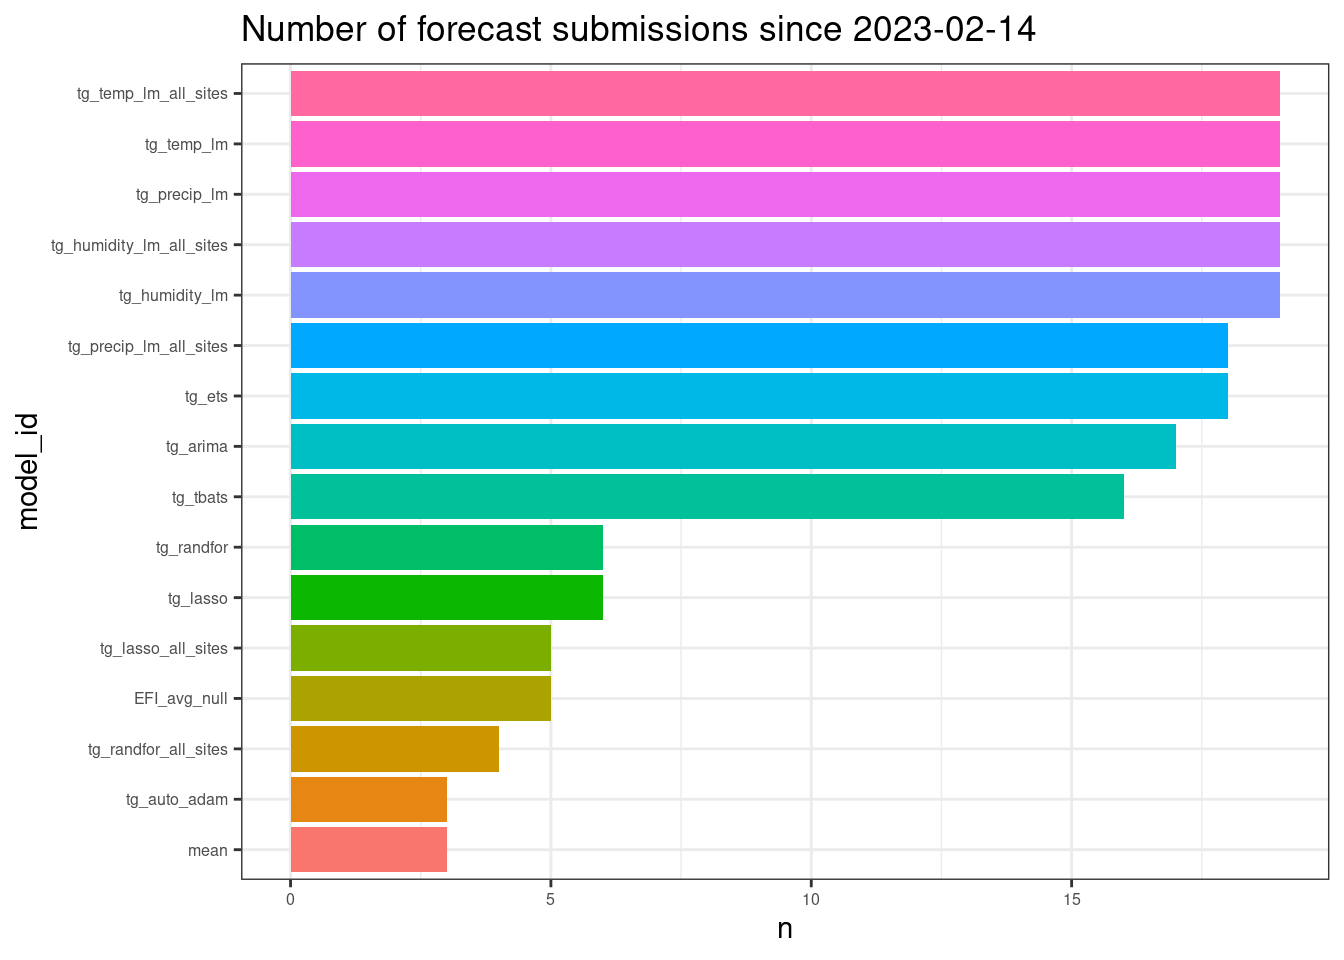 Number of forecast submissions since 2023-02-14
model_id
tg_temp_lm_all_sites
tg_temp_lm
tg_precip_lm
tg_humidity_lm_all_sites
tg_humidity_lm
tg_precip_lm_all_sites
tg_ets
tg_arima
tg_tbats
tg_randfor
tg_lasso
tg_lasso_all_sites
EFI_avg_null
tg_randfor_all_sites
tg_auto_adam
mean
0 5 10 15
n